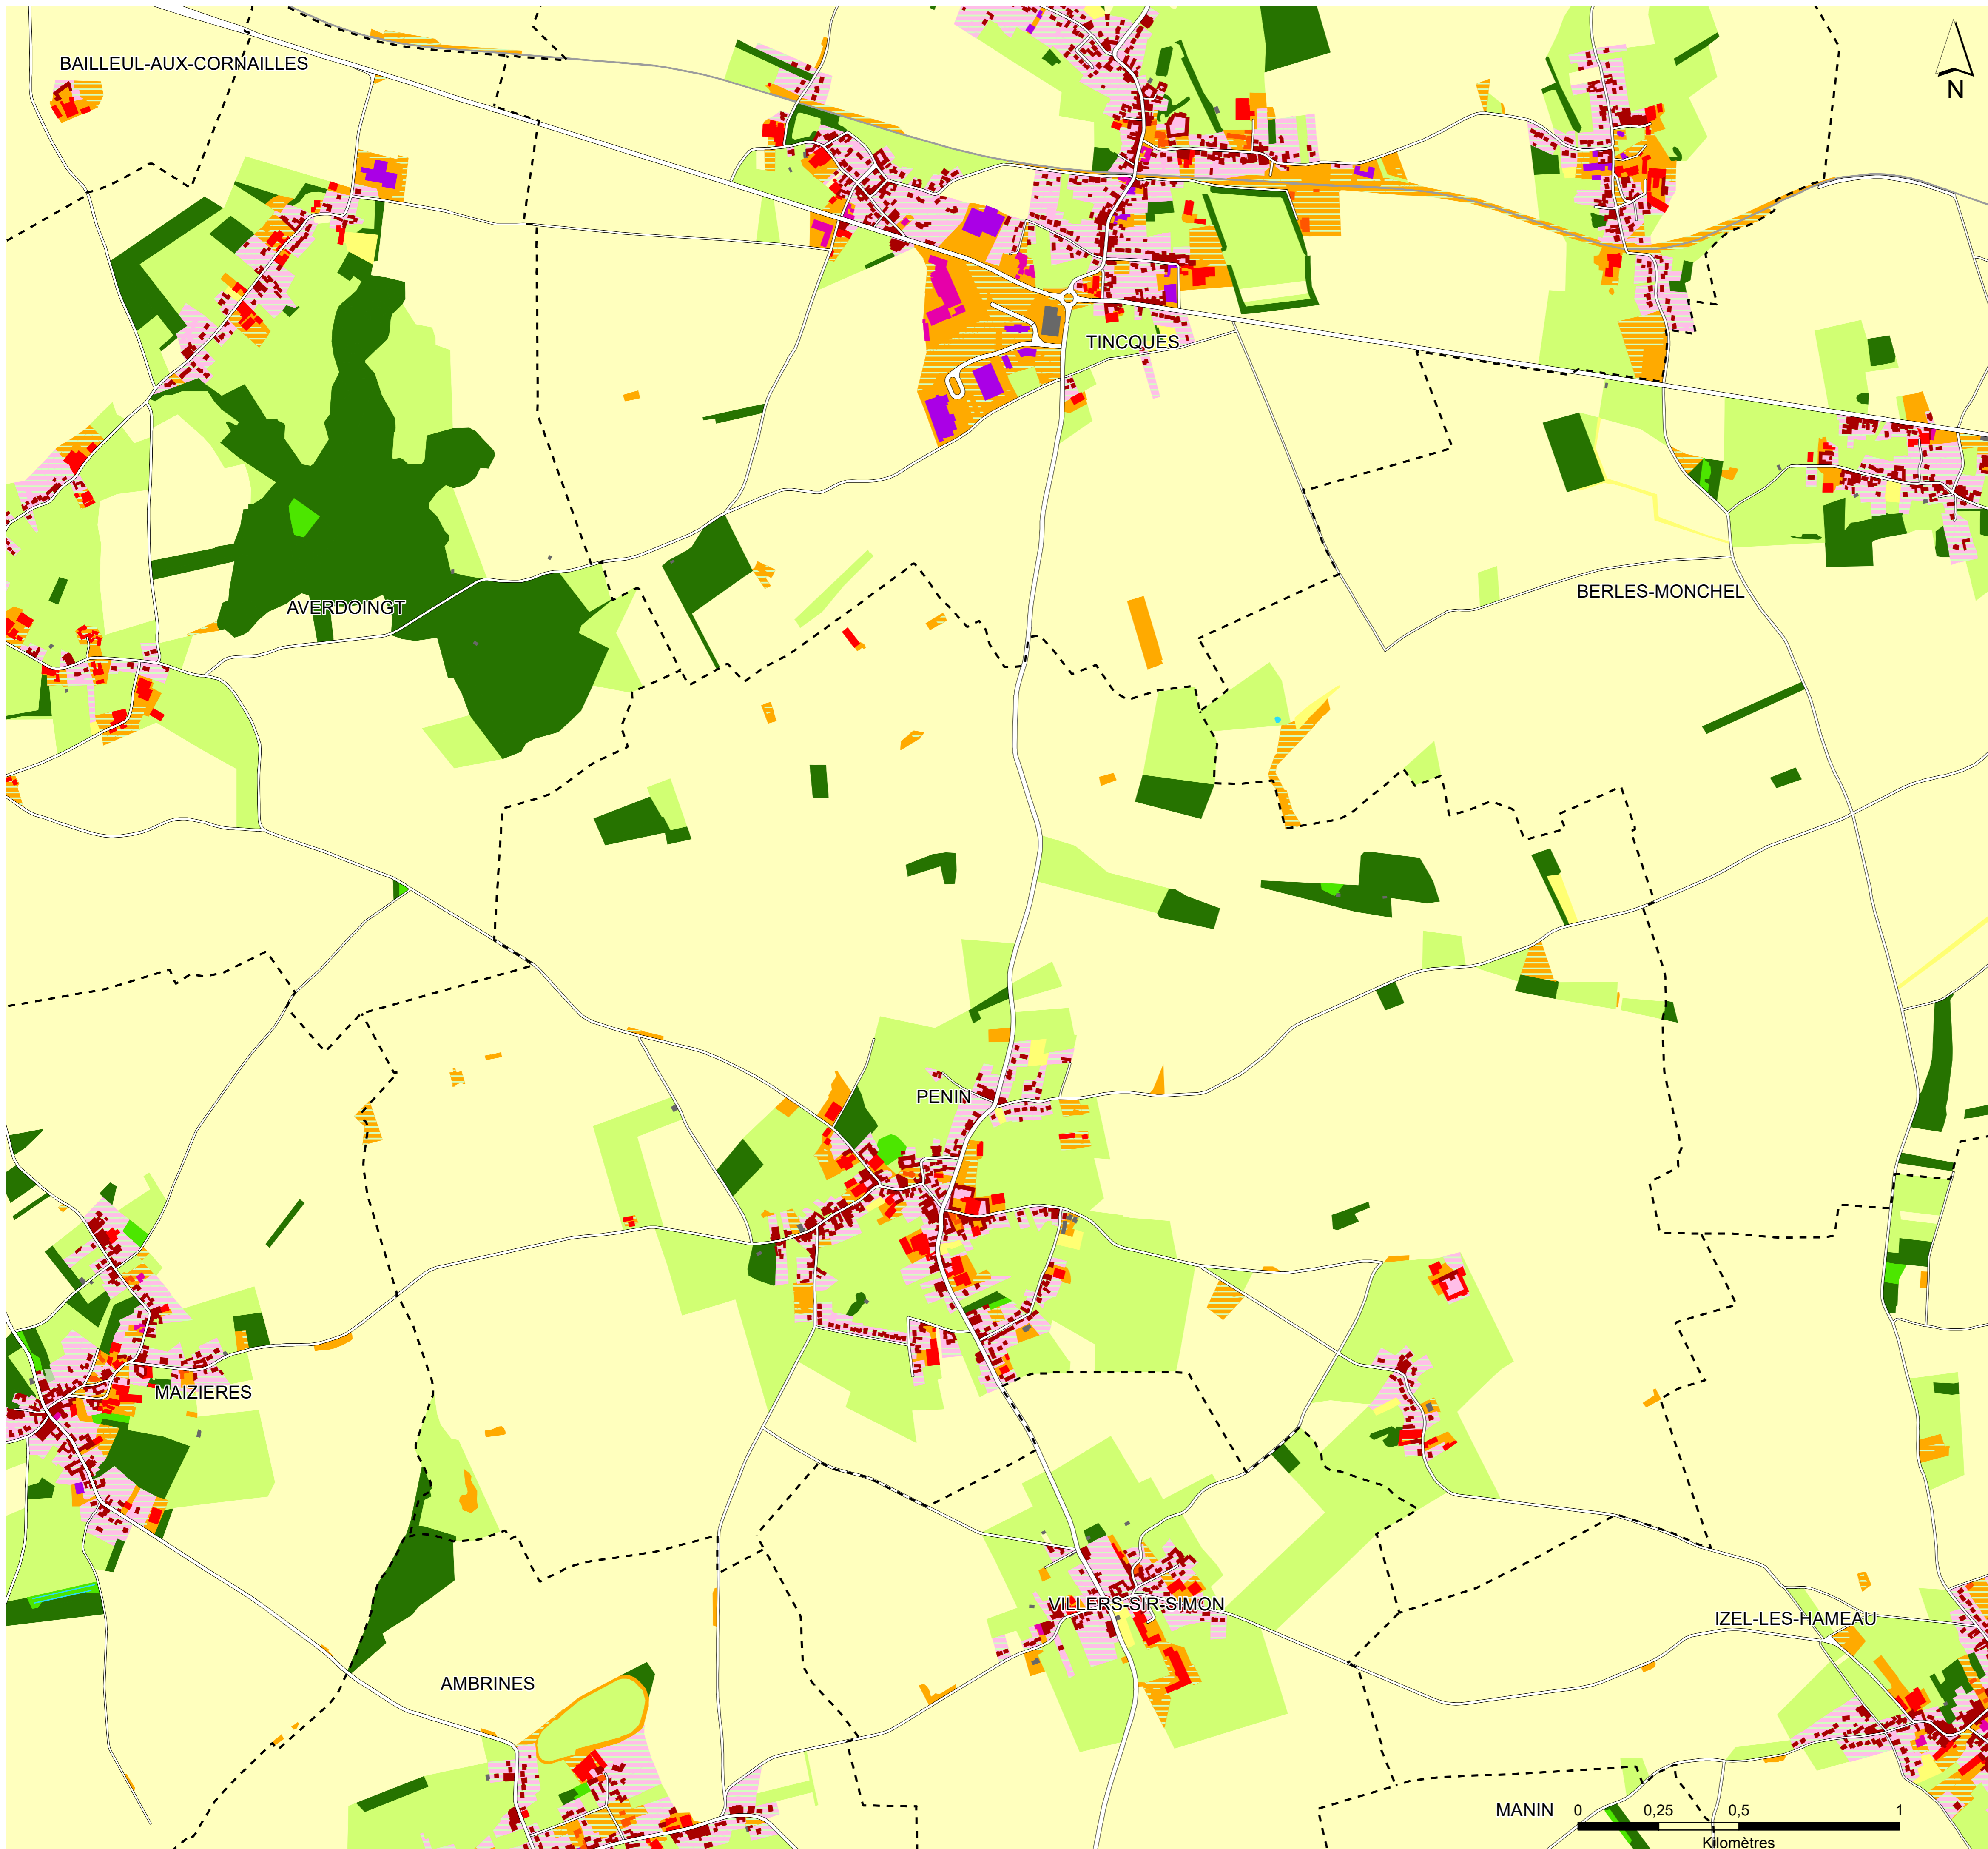 BAILLEUL-AUX-CORNAILLES
N
TINCQUES
BERLES-MONCHEL
AVERDOINGT
PENIN
MAIZIERES
VILLERS-SIR-SIMON
IZEL-LES-HAMEAU
AMBRINES
MANIN
0 0,25 0,5 1
Kilomètres